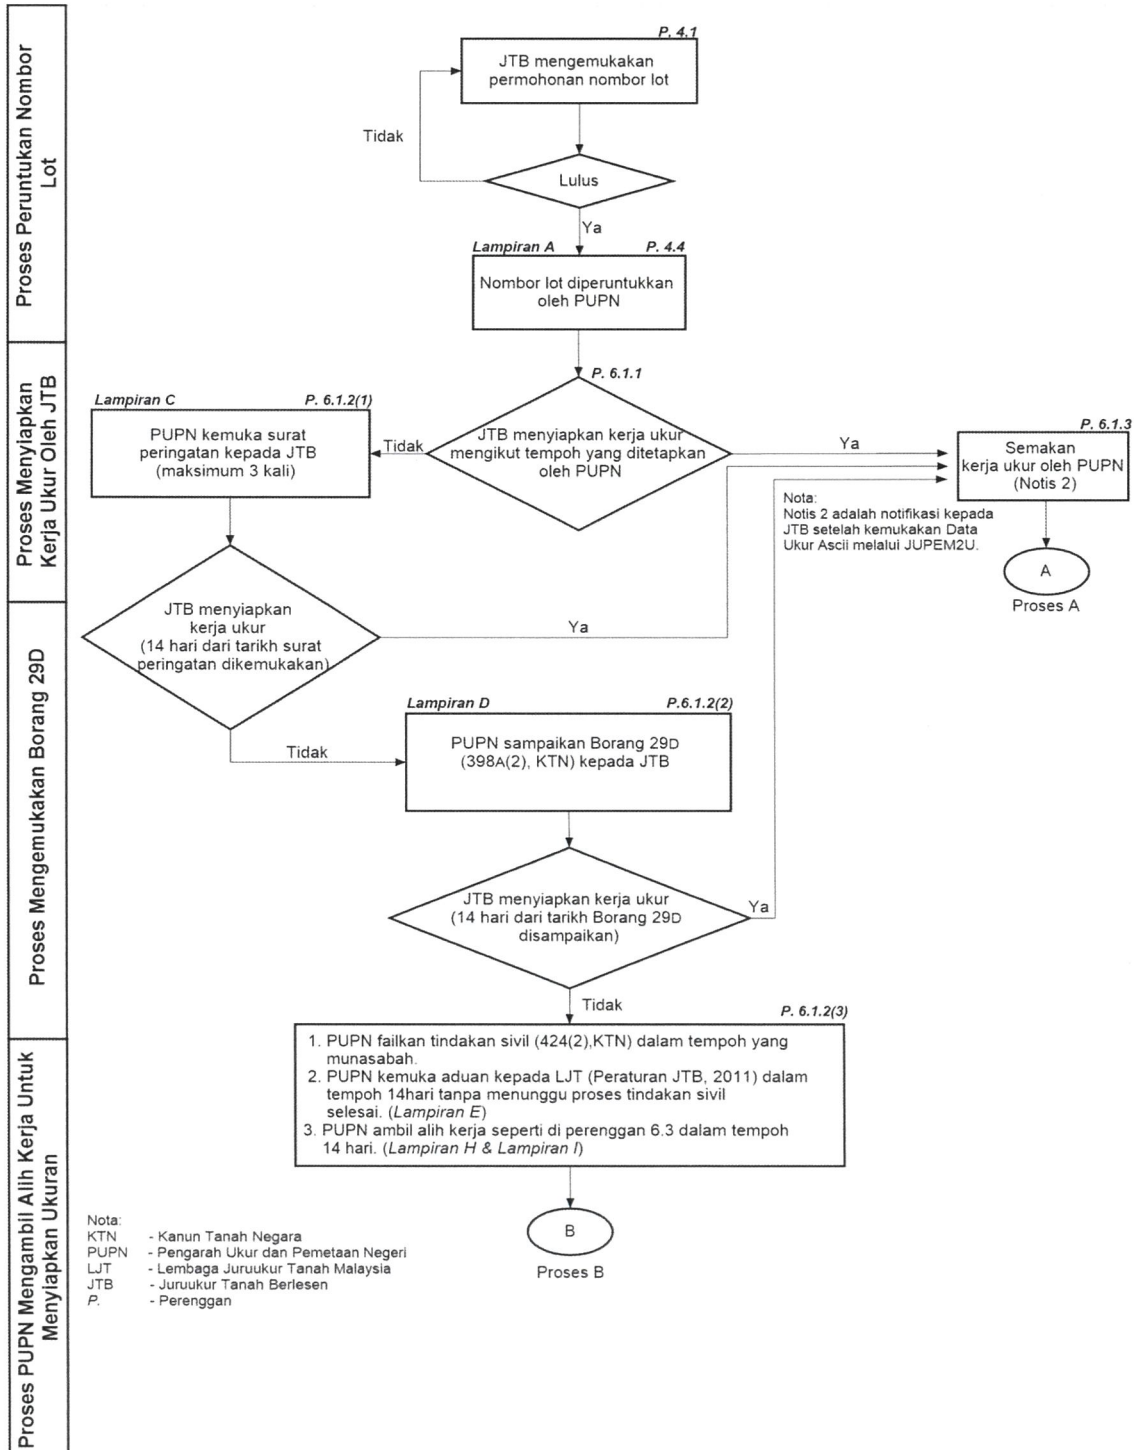 Proses Peruntukan Nombor
Lot
P. 4.1
JTB mengemukakan
permohonan nombor lot
Tidak
Lulus
Ya
Lampiran A
P. 4.4
Nombor lot diperuntukkan
oleh PUPN
Proses Menyiapkan
Kerja Ukur Oleh JTB
P. 6.1.1
JTB menyiapkan kerja ukur
mengikut tempoh yang ditetapkan
oleh PUPN
Tidak
Ya
Lampiran C
P. 6.1.2(1)
PUPN kemuka surat
peringatan kepada JTB
(maksimum 3 kali)
P. 6.1.3
Semakan
kerja ukur oleh PUPN
(Notis 2)
Nota:
Notis 2 adalah notifikasi kepada
JTB setelah kemukakan Data
Ukur Ascii melalui JUPEM2U.
A
Proses A
Proses Mengemukakan Borang 29D
JTB menyiapkan
kerja ukur
(14 hari dari tarikh surat
peringatan dikemukakan)
Ya
Tidak
Lampiran D
P.6.1.2(2)
PUPN sampaikan Borang 29D
(398A(2), KTN) kepada JTB
JTB menyiapkan kerja ukur
(14 hari dari tarikh Borang 29D
disampaikan)
Ya
Tidak
Proses PUPN Mengambil Alih Kerja Untuk
Menyiapkan Ukuran
P. 6.1.2(3)
1. PUPN failkan tindakan sivil (424(2),KTN) dalam tempoh yang
munasabah.
2. PUPN kemuka aduan kepada LJT (Peraturan JTB, 2011) dalam
tempoh 14hari tanpa menunggu proses tindakan sivil
selesai. (Lampiran E)
3. PUPN ambil alih kerja seperti di perenggan 6.3 dalam tempoh
14 hari. (Lampiran H & Lampiran I)
B
Proses B
Nota:
KTN - Kanun Tanah Negara
PUPN - Pengarah Ukur dan Pemetaan Negeri
LJT - Lembaga Juruukur Tanah Malaysia
JTB - Juruukur Tanah Berlesen
P. - Perenggan